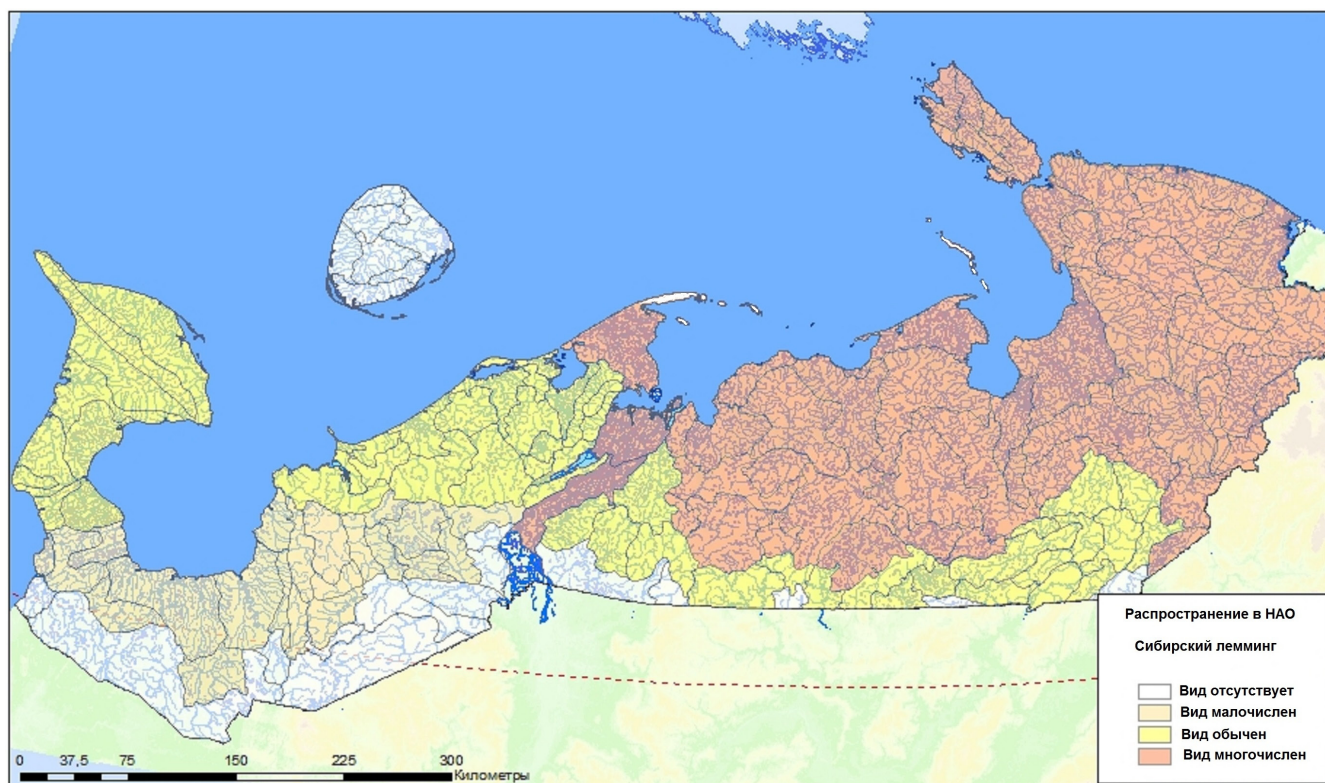 Распространение в НАО
Сибирский лемминг
Вид отсутствует
Вид малочислен
Вид обычен
Вид многочислен
0 37,5 75 150 225 300
Километры